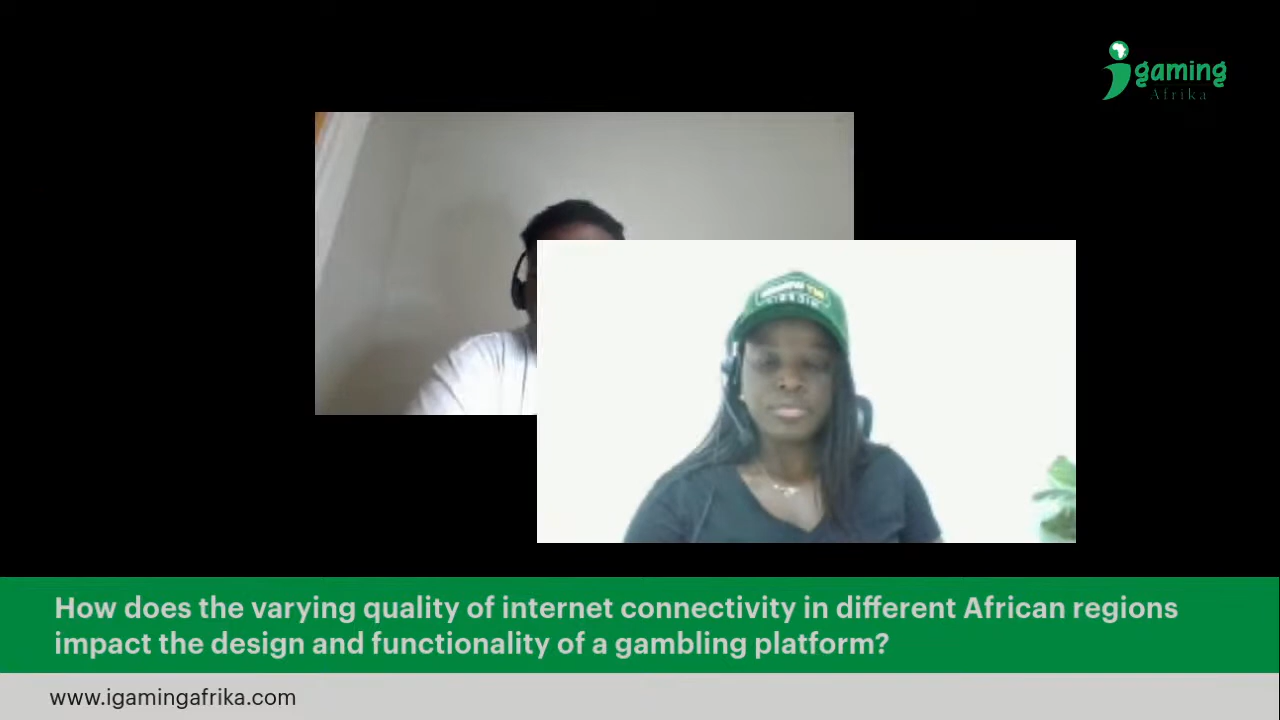 gaming
Afrika
How does the varying quality of internet connectivity in different African regions
impact the design and functionality of a gambling platform?
www.igamingafrika.com